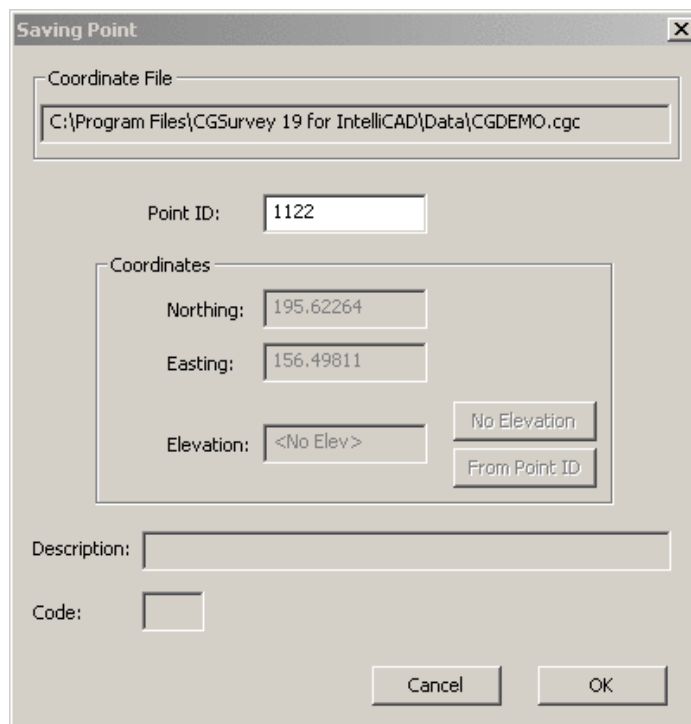 Saving Point
Coordinate File
C:\Program Files\CGSurvey 19 for IntelliCAD\Data\CGDEMO.cgc
Point ID: 1122
Coordinates
Northing: 195.62264
Easting: 156.49811
No Elevation
Elevation: <No Elev>
From Point ID
Description:
Code:
Cancel OK